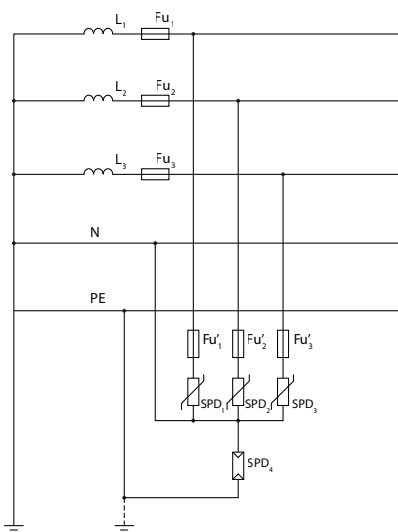 L₁ Fu₁
L₂ Fu₂
L₃ Fu₃
N
PE
Fu'₁ Fu'₂ Fu'₃
SPD₁ SPD₂ SPD₃
SPD₄